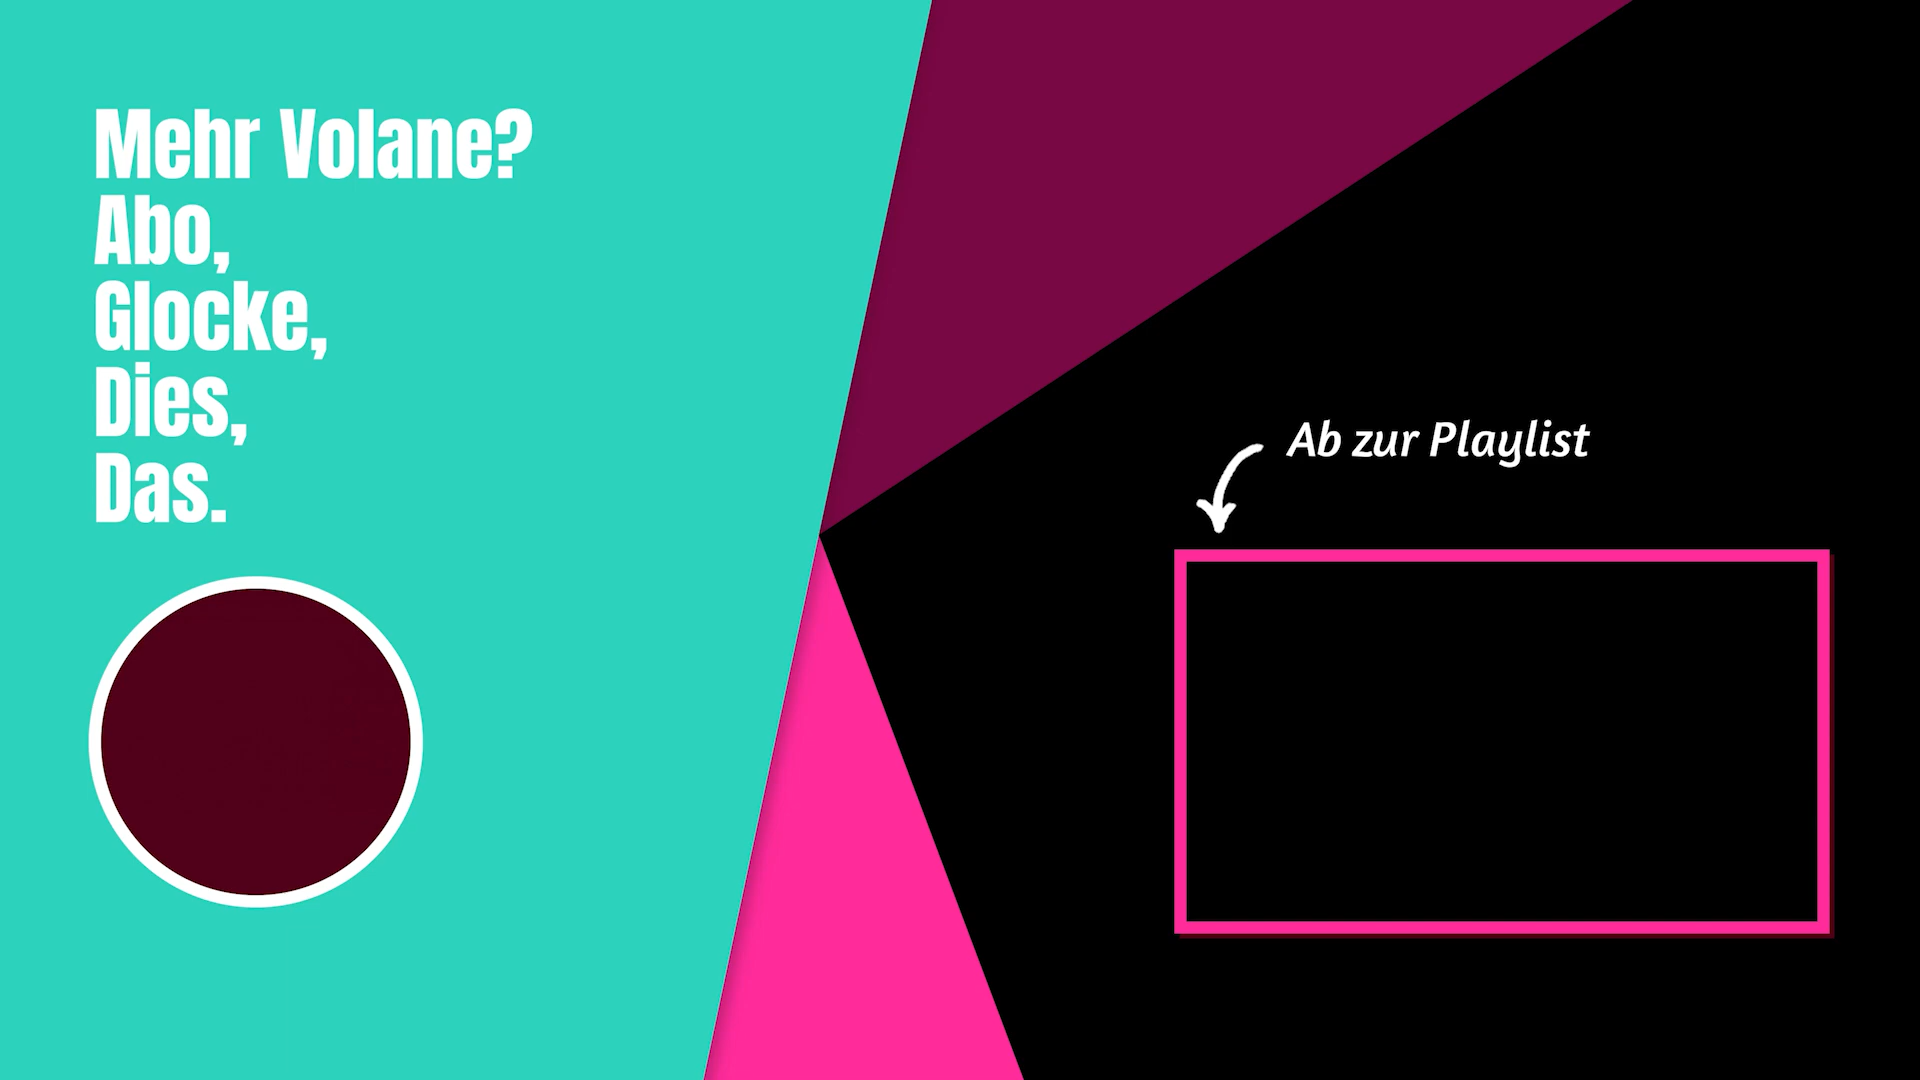 Mehr Volane?
Abo,
Glocke,
Dies,
Das.
Ab zur Playlist